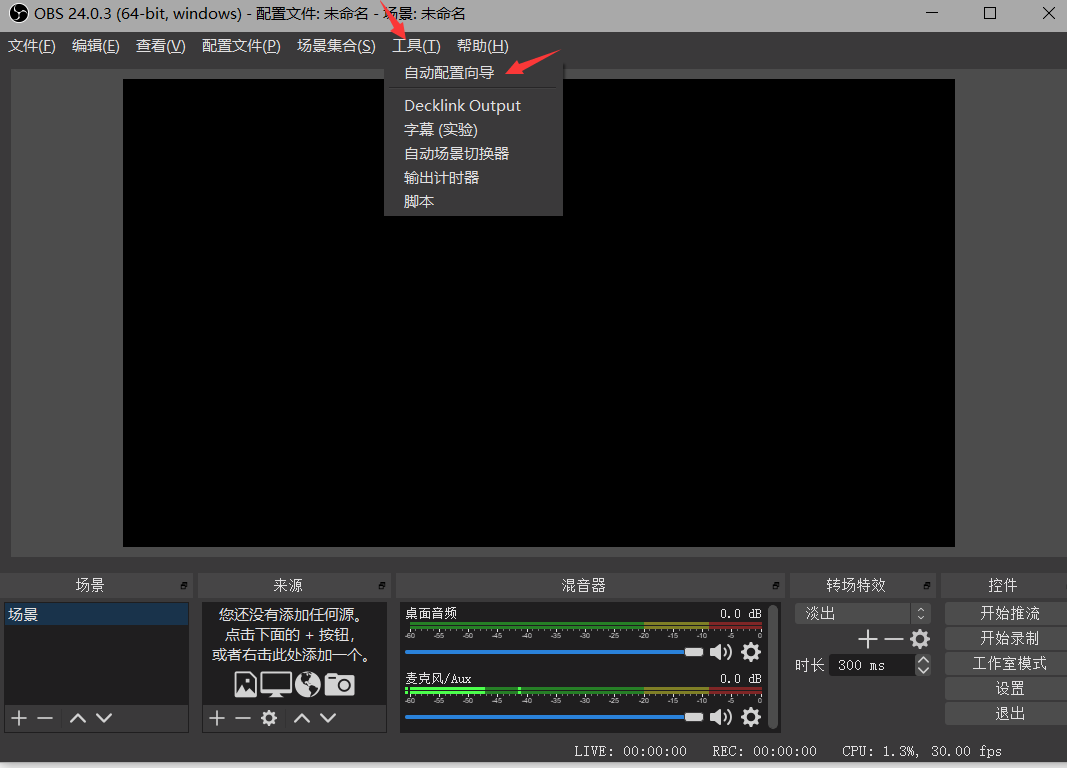 OBS 24.0.3 (64-bit, windows) - 配置文件: 未命名 - 场景: 未命名
文件(F) 编辑(E) 查看(V) 配置文件(P) 场景集合(S) 工具(T) 帮助(H)
自动配置向导
Decklink Output
字幕 (实验)
自动场景切换器
输出计时器
脚本
场景
场景
来源
您还没有添加任何源。
点击下面的 + 按钮，
或者右击此处添加一个。
混音器
桌面音频 0.0 dB
-60 -55 -50 -45 -40 -35 -30 -25 -20 -15 -10 -5 0
麦克风/Aux 0.0 dB
-60 -55 -50 -45 -40 -35 -30 -25 -20 -15 -10 -5 0
转场特效
淡出
时长 300 ms
控件
开始推流
开始录制
工作室模式
设置
退出
LIVE: 00:00:00 REC: 00:00:00 CPU: 1.3%, 30.00 fps